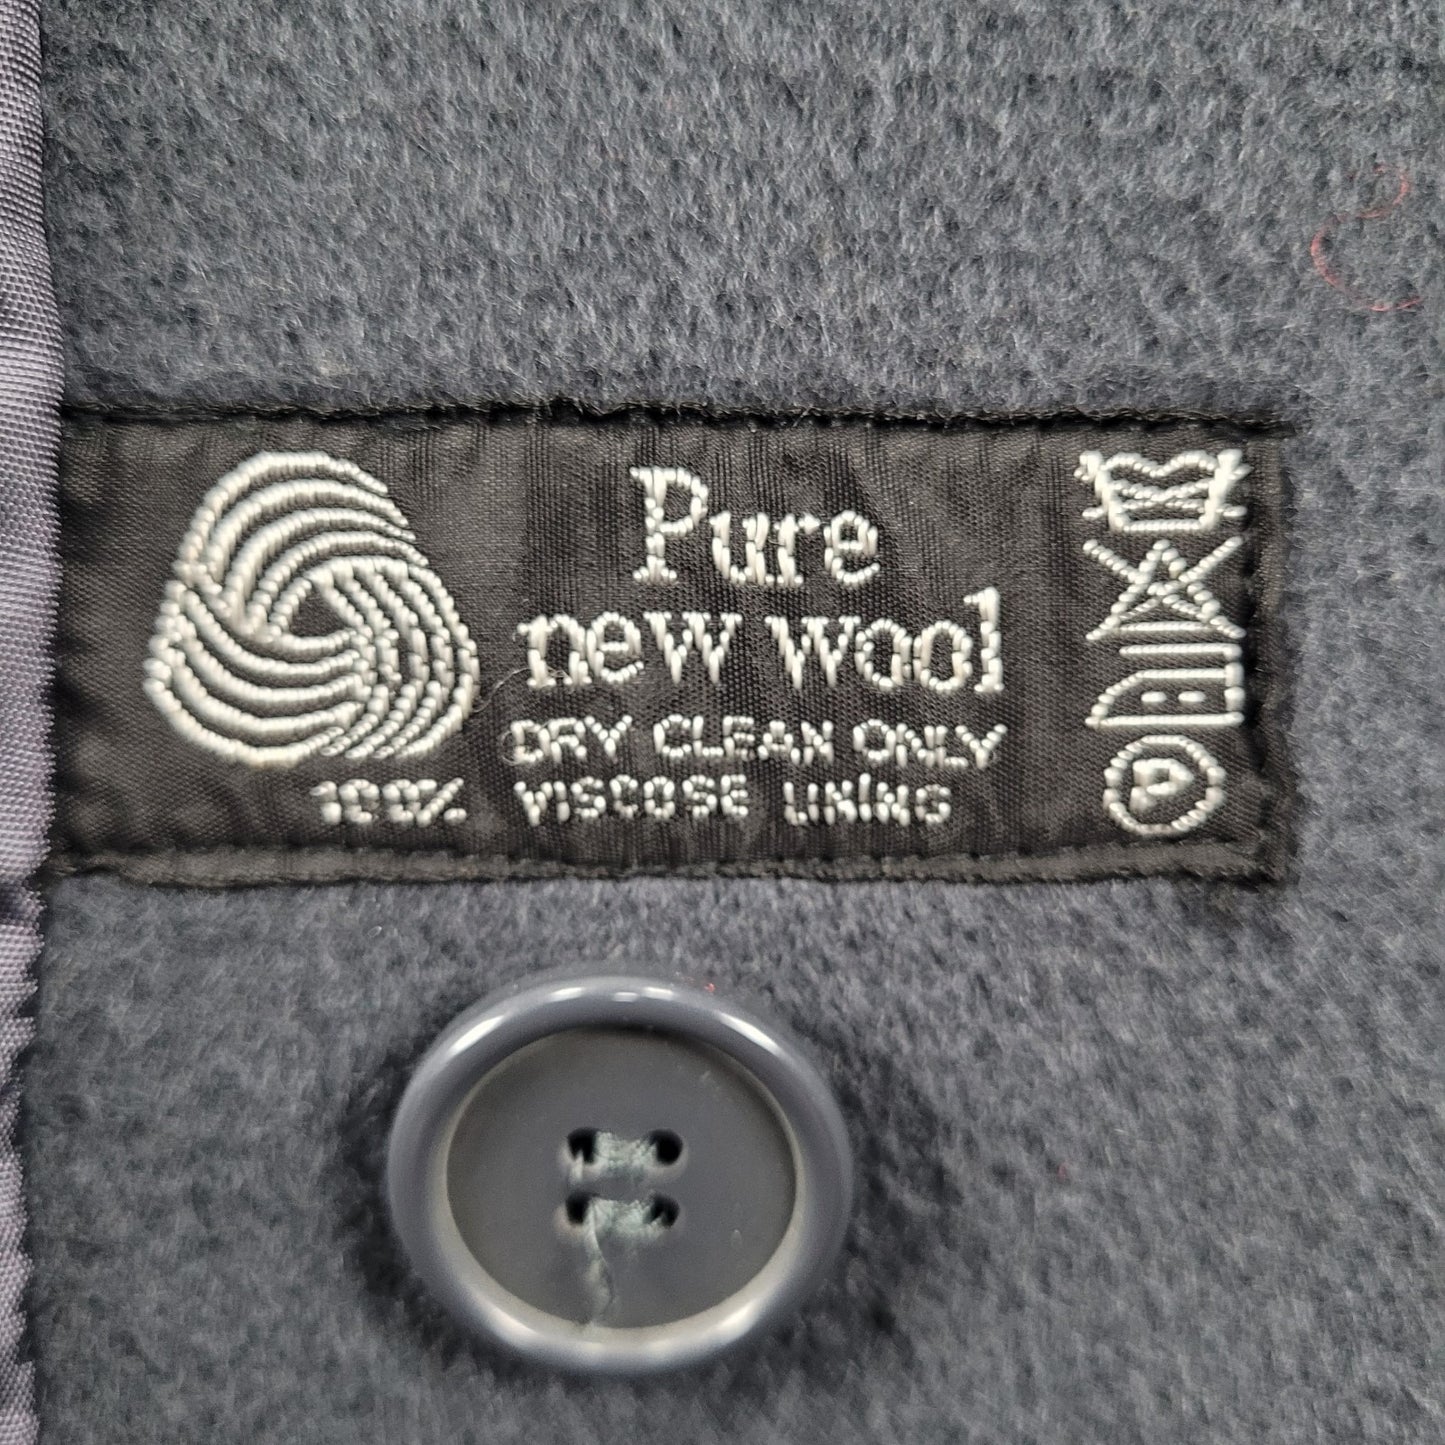 Pure
new wool
DRY CLEAN ONLY
100% VISCOSE LINING
P